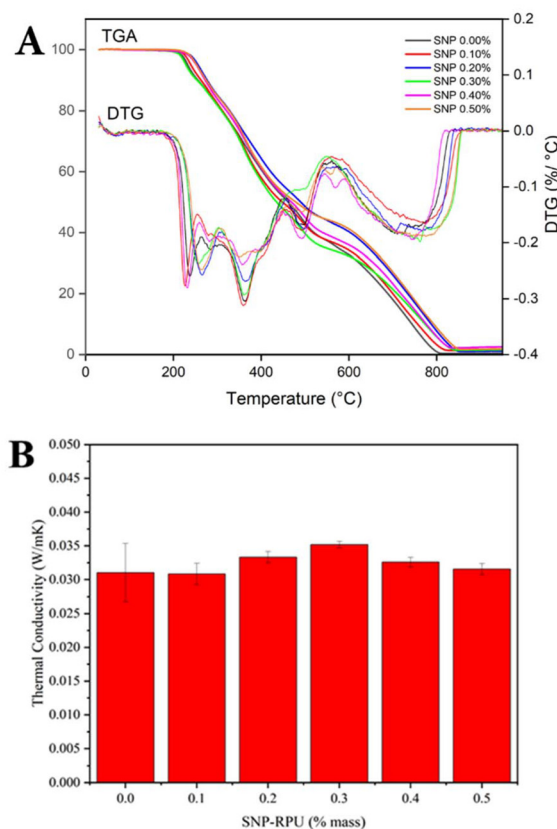 A
TGA
DTG
SNP 0.00%
SNP 0.10%
SNP 0.20%
SNP 0.30%
SNP 0.40%
SNP 0.50%
100
80
60
40
20
0
0.2
0.1
0.0
-0.1
-0.2
-0.3
-0.4
DTG (%/ °C)
0 200 400 600 800
Temperature (°C)
B
Thermal Conductivity (W/mK)
0.050
0.045
0.040
0.035
0.030
0.025
0.020
0.015
0.010
0.005
0.000
0.0 0.1 0.2 0.3 0.4 0.5
SNP-RPU (% mass)